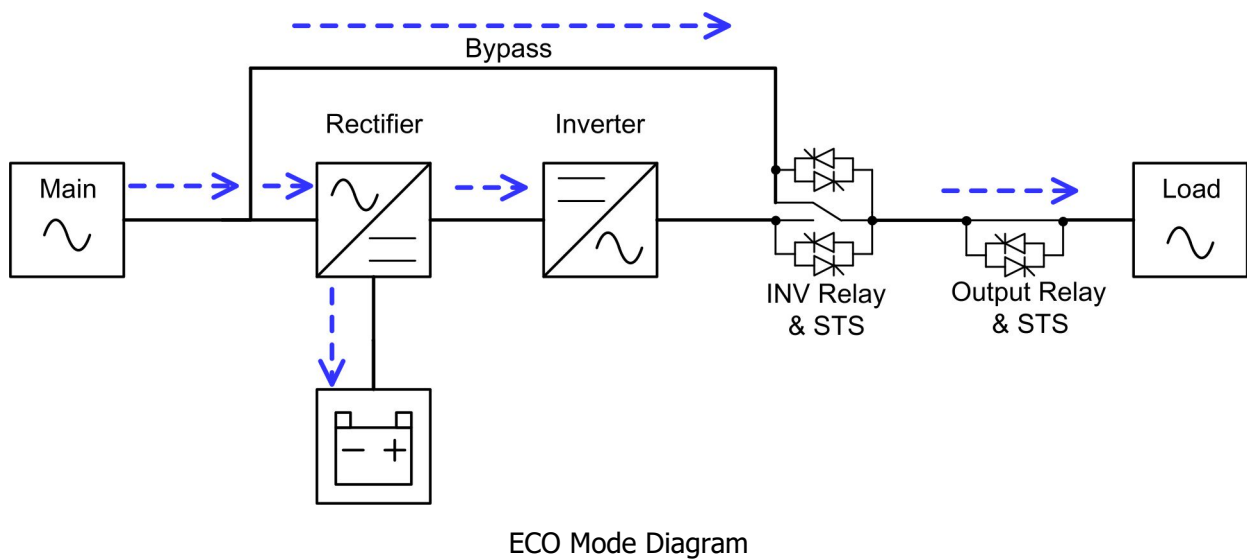 Bypass
Rectifier
Inverter
Main
Load
INV Relay
& STS
Output Relay
& STS
ECO Mode Diagram